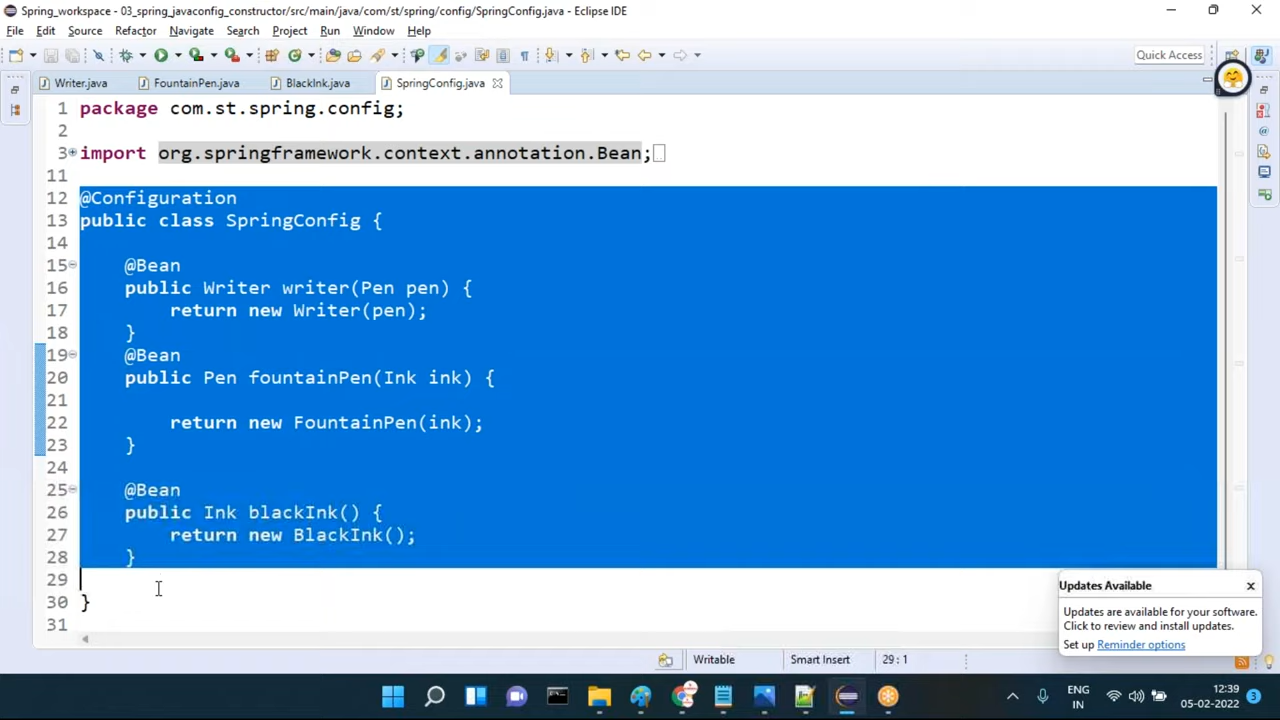 Spring_workspace - 03_spring_javaconfig_constructor/src/main/java/com/st/spring/config/SpringConfig.java - Eclipse IDE
File Edit Source Refactor Navigate Search Project Run Window Help
Quick Access
Writer.java FountainPen.java BlackInk.java SpringConfig.java
1 package com.st.spring.config;
2
3 import org.springframework.context.annotation.Bean;
11
12 @Configuration
13 public class SpringConfig {
14
15 @Bean
16 public Writer writer(Pen pen) {
17 return new Writer(pen);
18 }
19 @Bean
20 public Pen fountainPen(Ink ink) {
21
22 return new FountainPen(ink);
23 }
24
25 @Bean
26 public Ink blackInk() {
27 return new BlackInk();
28 }
29
30 }
31
Updates Available
Updates are available for your software.
Click to review and install updates.
Set up Reminder options
Writable Smart Insert 29 : 1
ENG
IN
12:39
05-02-2022
3